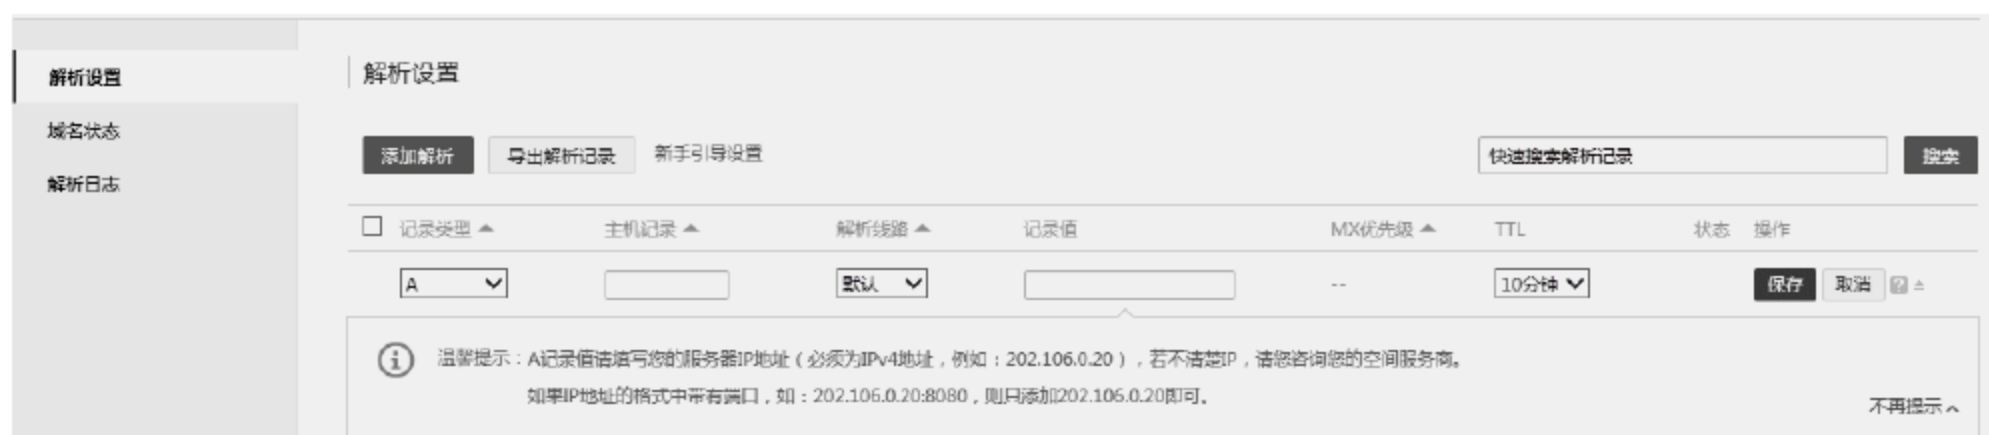 解析设置
域名状态
解析日志
解析设置
添加解析 导出解析记录 新手引导设置 快速搜索解析记录 搜索
记录类型 主机记录 解析线路 记录值 MX优先级 TTL 状态 操作
A 默认 -- 10分钟 保存 取消 ?
温馨提示：A记录值请填写您的服务器IP地址（必须为IPv4地址，例如：202.106.0.20），若不清楚IP，请您咨询您的空间服务商。
如果IP地址的格式中带有端口，如：202.106.0.20:8080，则只添加202.106.0.20即可。
不再提示